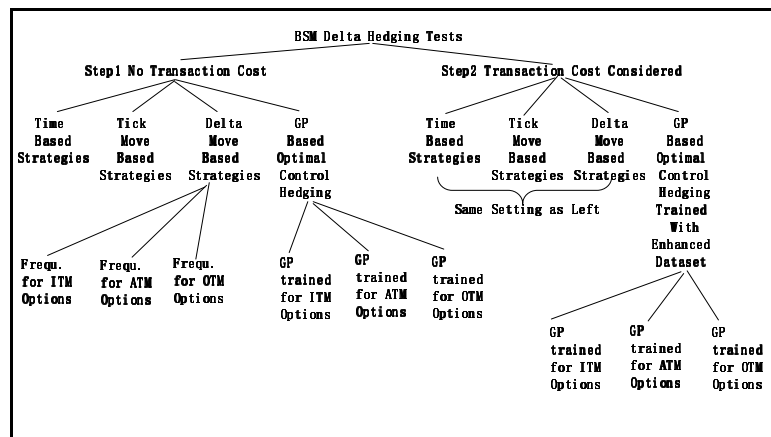 BSM Delta Hedging Tests
Step1 No Transaction Cost
Step2 Transaction Cost Considered
Time
Based
Strategies
Tick
Move
Based
Strategies
Delta
Move
Based
Strategies
GP
Based
Optimal
Control
Hedging
Time
Based
Strategies
Tick
Move
Based
Strategies
Delta
Move
Based
Strategies
GP
Based
Optimal
Control
Hedging
Trained
With
Enhanced
Dataset
Same Setting as Left
Frequ.
for ITM
Options
Frequ.
for ATM
Options
Frequ.
for OTM
Options
GP
trained
for ITM
Options
GP
trained
for ATM
Options
GP
trained
for OTM
Options
GP
trained
for ITM
Options
GP
trained
for ATM
Options
GP
trained
for OTM
Options